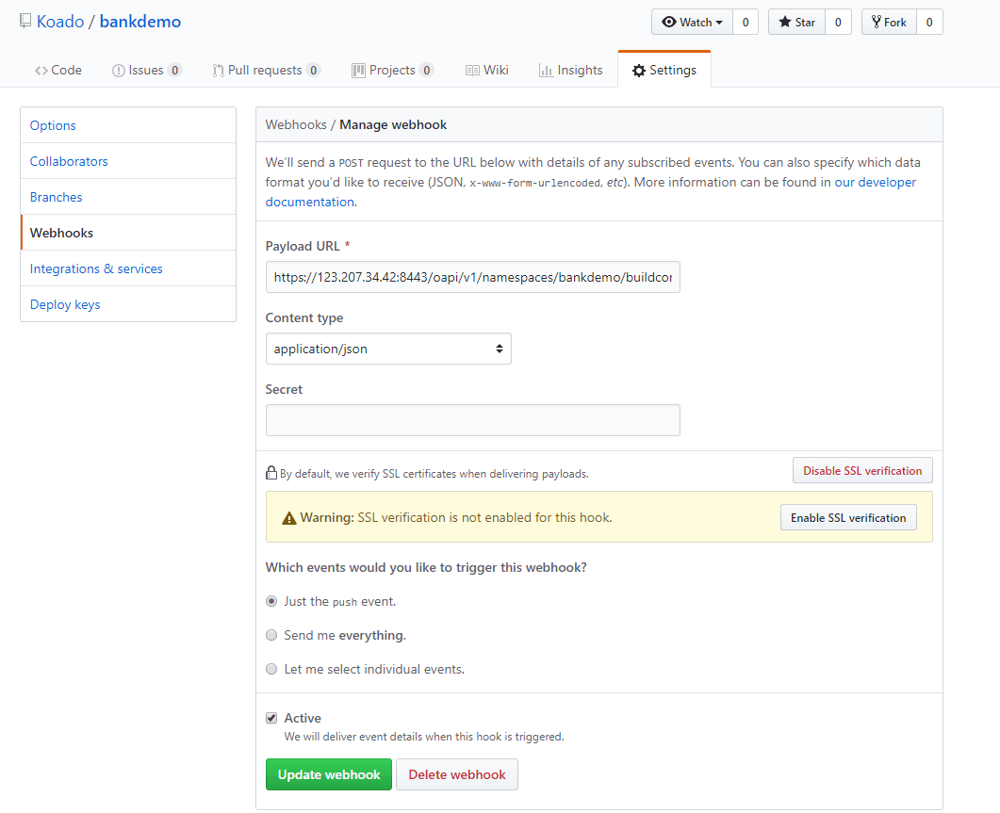 Koado / bankdemo
Watch 0 Star 0 Fork 0
Code Issues 0 Pull requests 0 Projects 0 Wiki Insights Settings
Options
Collaborators
Branches
Webhooks
Integrations & services
Deploy keys
Webhooks / Manage webhook
We'll send a POST request to the URL below with details of any subscribed events. You can also specify which data
format you'd like to receive (JSON, x-www-form-urlencoded, etc). More information can be found in our developer
documentation.
Payload URL *
https://123.207.34.42:8443/oapi/v1/namespaces/bankdemo/buildcor
Content type
application/json
Secret
By default, we verify SSL certificates when delivering payloads.
Disable SSL verification
Warning: SSL verification is not enabled for this hook.
Enable SSL verification
Which events would you like to trigger this webhook?
Just the push event.
Send me everything.
Let me select individual events.
Active
We will deliver event details when this hook is triggered.
Update webhook Delete webhook